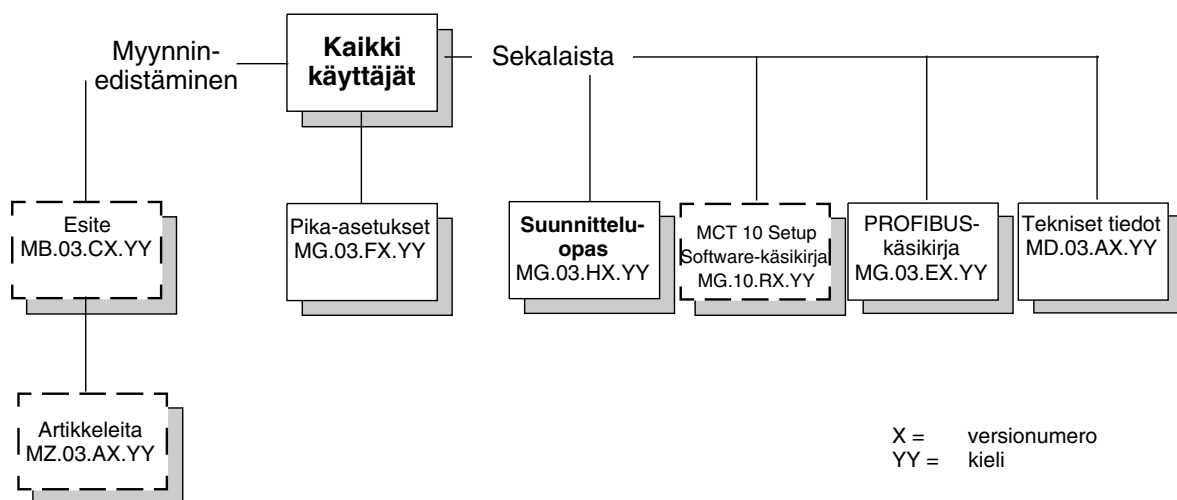 Myynnin-
edistäminen
Kaikki
käyttäjät
Sekalaista
Esite
MB.03.CX.YY
Pika-asetukset
MG.03.FX.YY
Suunnittelu-
opas
MG.03.HX.YY
MCT 10 Setup
Software-käsikirja
MG.10.RX.YY
PROFIBUS-
käsikirja
MG.03.EX.YY
Tekniset tiedot
MD.03.AX.YY
Artikkeleita
MZ.03.AX.YY
X = versionumero
YY = kieli